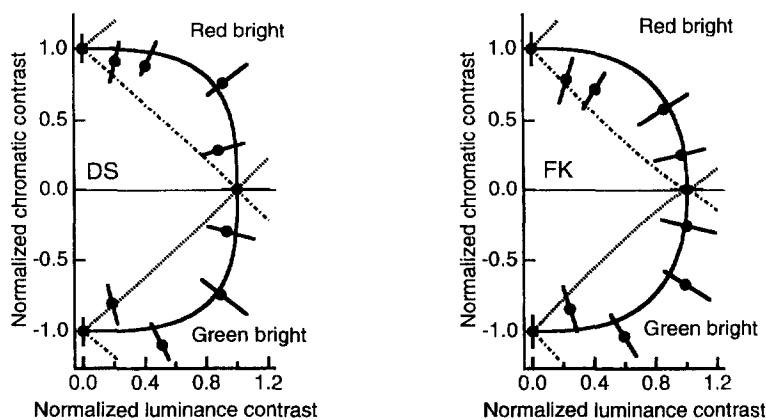 Red bright
1.0
0.5
DS
0.0
-0.5
-1.0
Green bright
0.0 0.4 0.8 1.2
Normalized luminance contrast
Normalized chromatic contrast
Red bright
1.0
0.5
FK
0.0
-0.5
-1.0
Green bright
0.0 0.4 0.8 1.2
Normalized luminance contrast
Normalized chromatic contrast